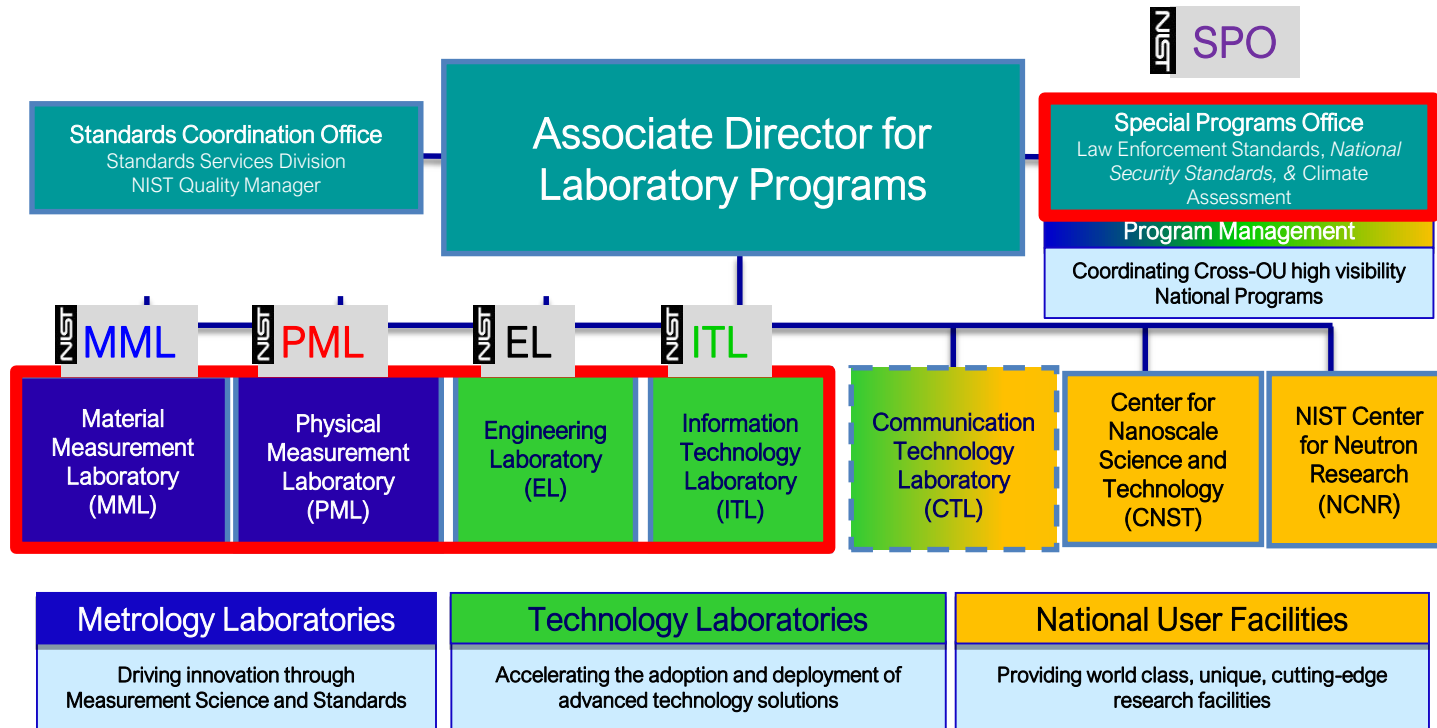 NIST SPO
Associate Director for
Laboratory Programs
Standards Coordination Office
Standards Services Division
NIST Quality Manager
Special Programs Office
Law Enforcement Standards, National
Security Standards, & Climate
Assessment
Program Management
Coordinating Cross-OU high visibility
National Programs
NIST MML
NIST PML
NIST EL
NIST ITL
Material
Measurement
Laboratory
(MML)
Physical
Measurement
Laboratory
(PML)
Engineering
Laboratory
(EL)
Information
Technology
Laboratory
(ITL)
Communication
Technology
Laboratory
(CTL)
Center for
Nanoscale
Science and
Technology
(CNST)
NIST Center
for Neutron
Research
(NCNR)
Metrology Laboratories
Driving innovation through
Measurement Science and Standards
Technology Laboratories
Accelerating the adoption and deployment of
advanced technology solutions
National User Facilities
Providing world class, unique, cutting-edge
research facilities